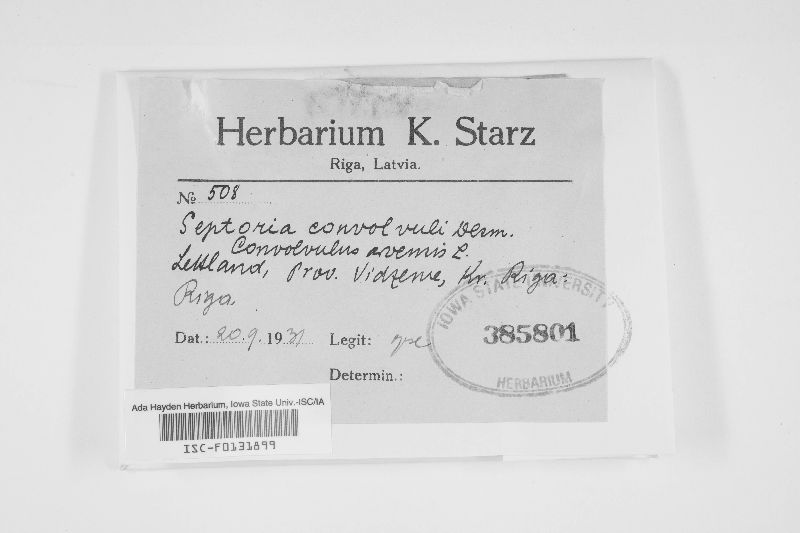 Herbarium K. Starz
Riga, Latvia.
№ 508
Septoria convolvuli Desm.
Convolvulus arvensis L.
Lettland, Prov. Vidzeme, Kr. Riga:
Riga.
Dat.: 20.9.1931 Legit: ipse
Determin.:
IOWA STATE UNIVERSITY
385801
HERBARIUM
Ada Hayden Herbarium, Iowa State Univ.-ISC/IA
ISC-F0131899